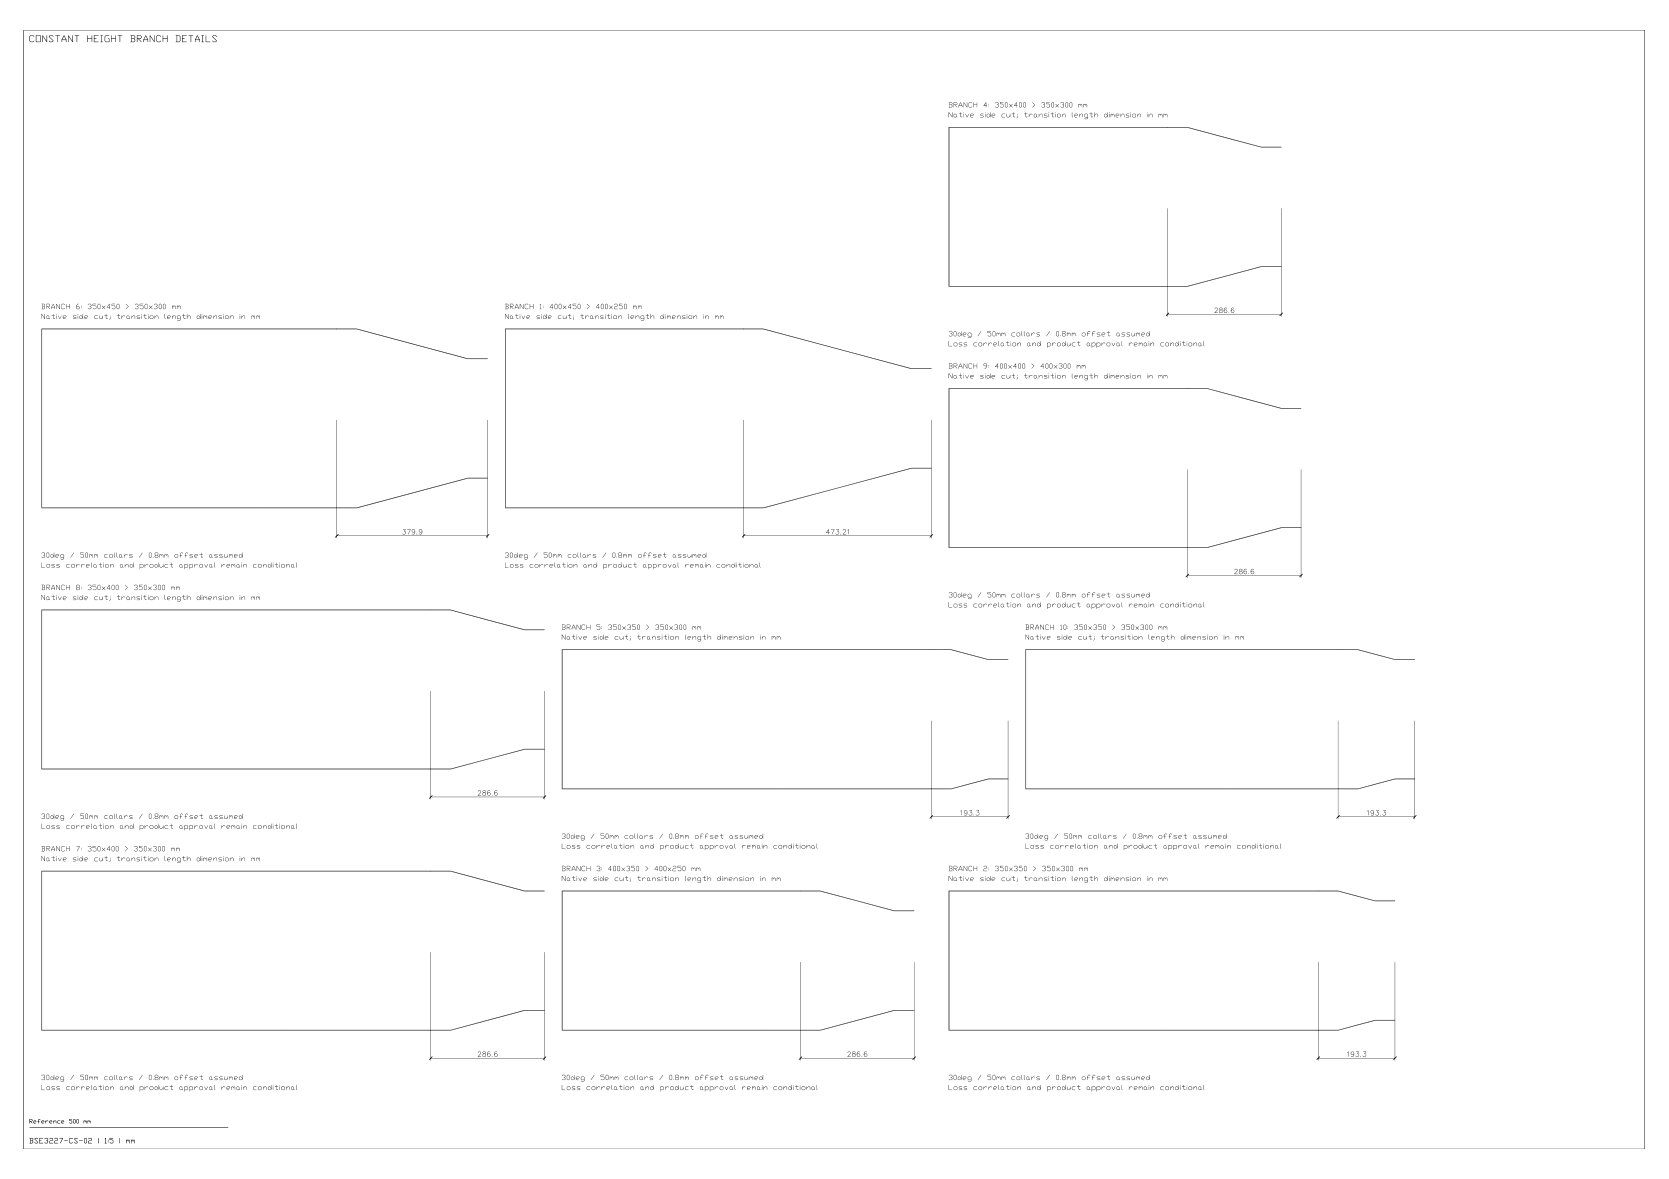 CONSTANT HEIGHT BRANCH DETAILS
BRANCH 4: 350x400 > 350x300 mm
Native side cut; transition length dimension in mm
286.6
30deg / 50mm collars / 0.8mm offset assumed
Loss correlation and product approval remain conditional
BRANCH 6: 350x450 > 350x300 mm
Native side cut; transition length dimension in mm
379.9
30deg / 50mm collars / 0.8mm offset assumed
Loss correlation and product approval remain conditional
BRANCH 1: 400x450 > 400x250 mm
Native side cut; transition length dimension in mm
473.21
30deg / 50mm collars / 0.8mm offset assumed
Loss correlation and product approval remain conditional
BRANCH 9: 400x400 > 400x300 mm
Native side cut; transition length dimension in mm
286.6
30deg / 50mm collars / 0.8mm offset assumed
Loss correlation and product approval remain conditional
BRANCH 8: 350x400 > 350x300 mm
Native side cut; transition length dimension in mm
286.6
30deg / 50mm collars / 0.8mm offset assumed
Loss correlation and product approval remain conditional
BRANCH 5: 350x350 > 350x300 mm
Native side cut; transition length dimension in mm
193.3
30deg / 50mm collars / 0.8mm offset assumed
Loss correlation and product approval remain conditional
BRANCH 10: 350x350 > 350x300 mm
Native side cut; transition length dimension in mm
193.3
30deg / 50mm collars / 0.8mm offset assumed
Loss correlation and product approval remain conditional
BRANCH 7: 350x400 > 350x300 mm
Native side cut; transition length dimension in mm
286.6
30deg / 50mm collars / 0.8mm offset assumed
Loss correlation and product approval remain conditional
BRANCH 3: 400x350 > 400x250 mm
Native side cut; transition length dimension in mm
286.6
30deg / 50mm collars / 0.8mm offset assumed
Loss correlation and product approval remain conditional
BRANCH 2: 350x350 > 350x300 mm
Native side cut; transition length dimension in mm
193.3
30deg / 50mm collars / 0.8mm offset assumed
Loss correlation and product approval remain conditional
Reference 500 mm
BSE3227-CS-02 | 1:5 | mm